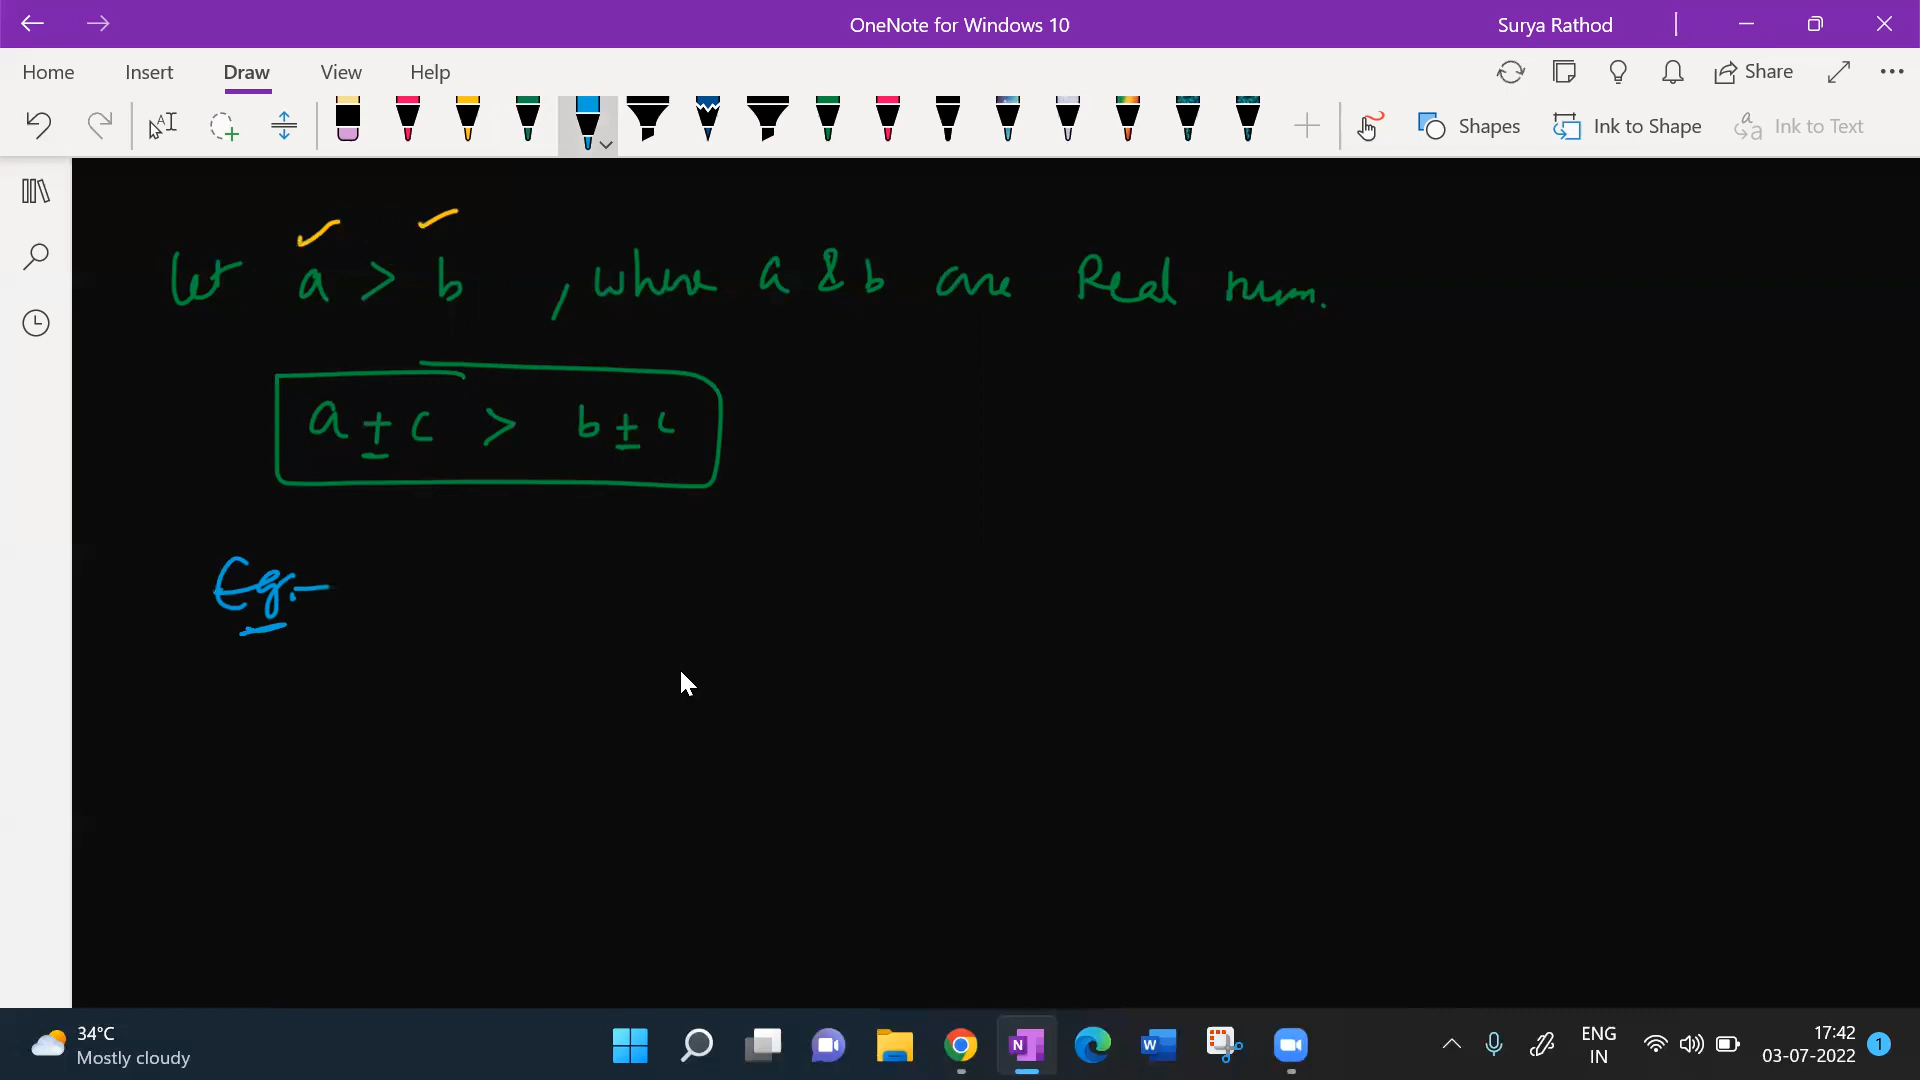 OneNote for Windows 10
Surya Rathod
Home Insert Draw View Help
Share
Shapes Ink to Shape Ink to Text
let a > b , where a & b are Real num.
a ± c > b ± c
Eg:-
34°C
Mostly cloudy
ENG
IN
17:42
03-07-2022
1